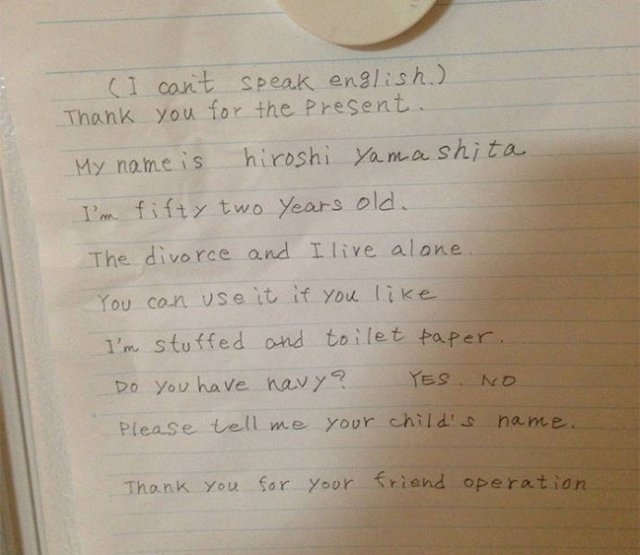 (I can't speak english.)
Thank you for the Present.
My name is hiroshi Yamashita
I'm fifty two years old.
The divorce and I live alone.
You can use it if you like
I'm stuffed and toilet paper.
Do you have navy? YES. NO
Please tell me your child's name.
Thank you for your friend operation